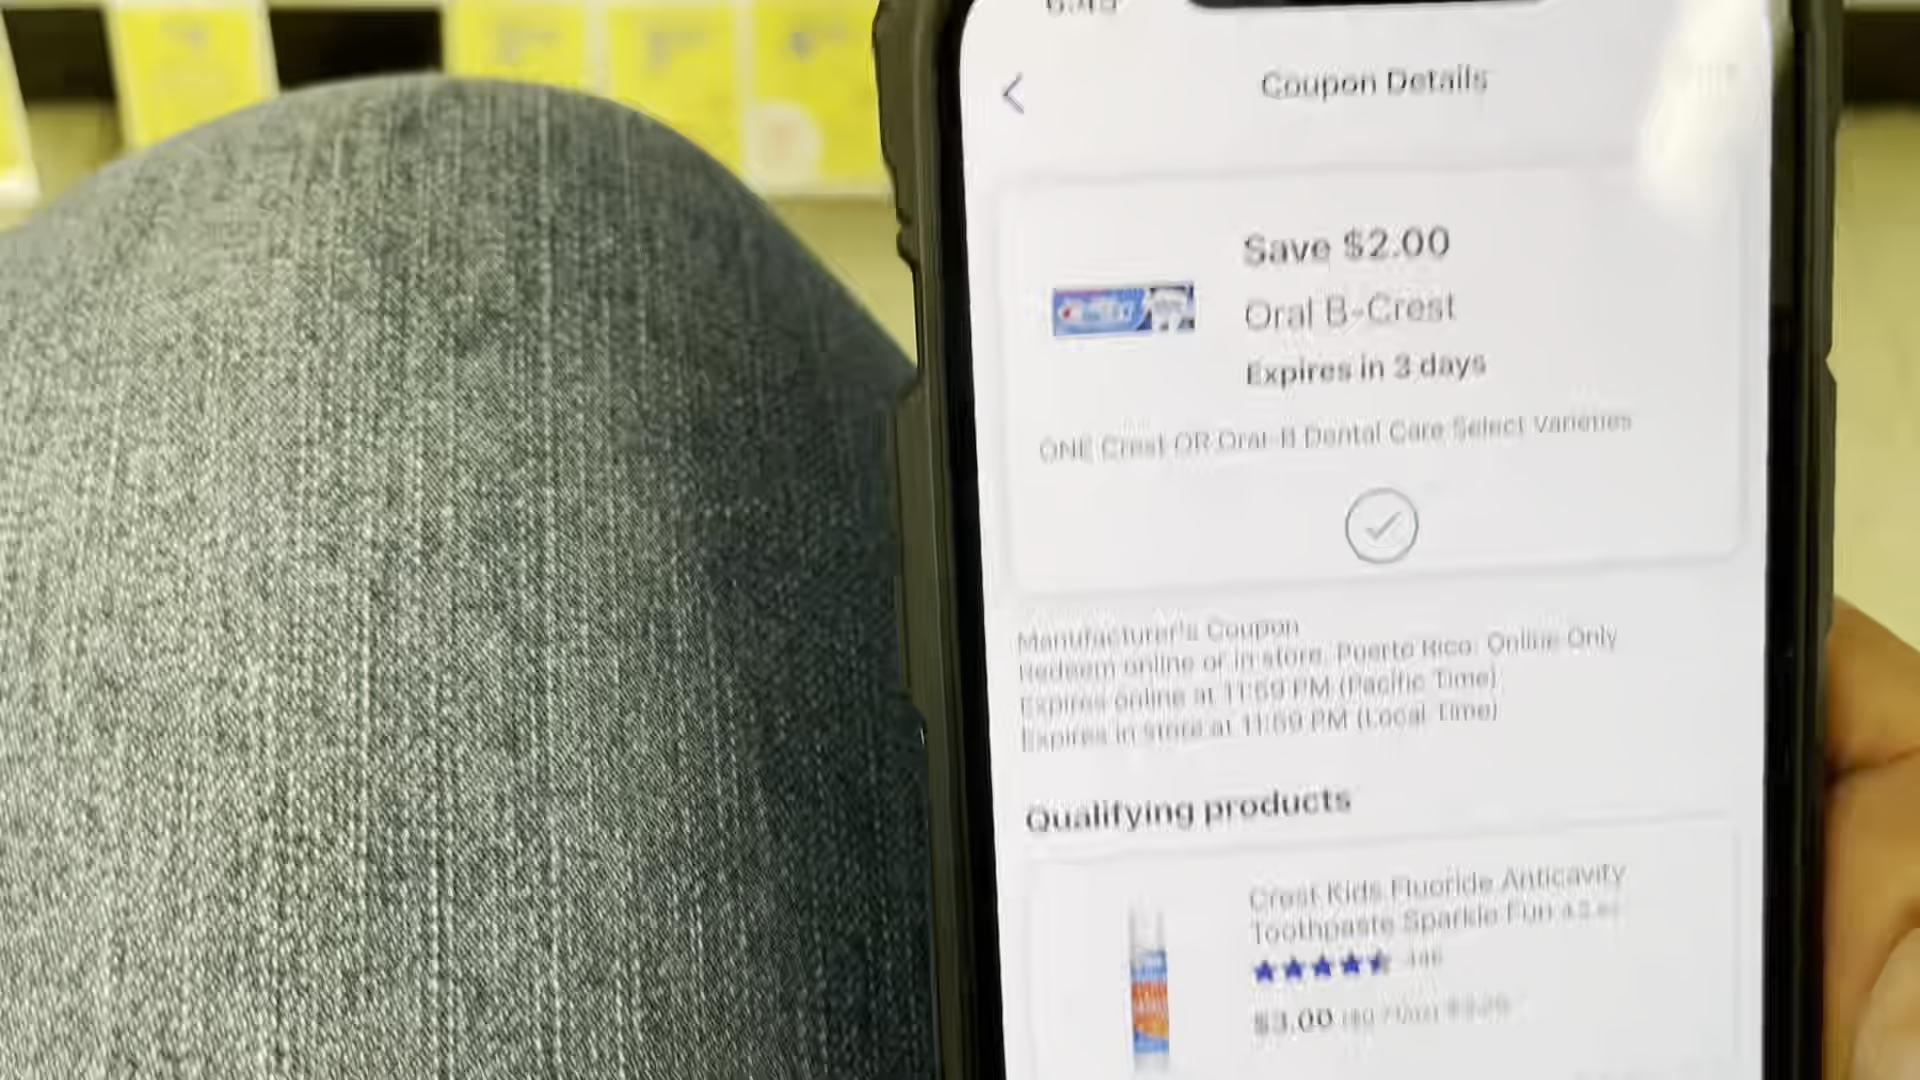 Coupon Details
Save $2.00
Oral B-Crest
Expires in 3 days
ONE Crest OR Oral-B Dental Care Select Varieties
Manufacturer's Coupon
Redeem online or in store. Puerto Rico: Online Only
Expires online at 11:59 PM (Pacific Time)
Expires in store at 11:59 PM (Local Time)
Qualifying products
Crest Kids Fluoride Anticavity
Toothpaste Sparkle Fun
$3.00